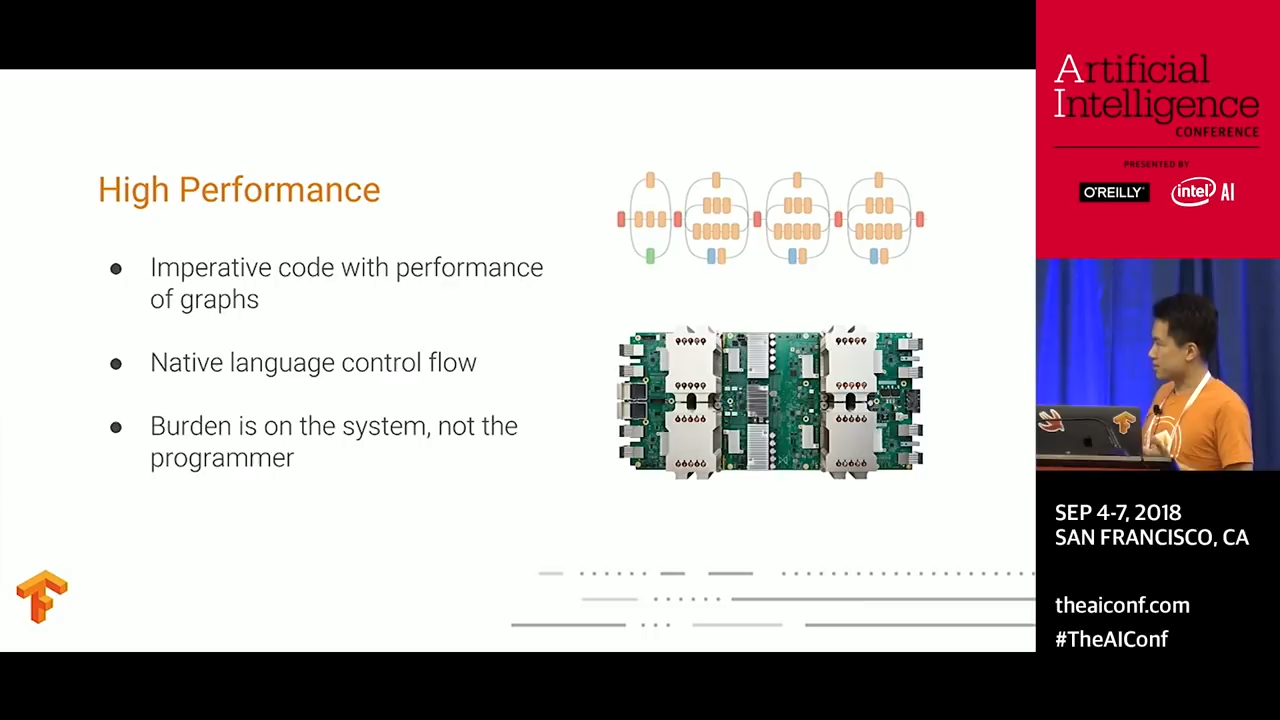 High Performance
● Imperative code with performance
of graphs
● Native language control flow
● Burden is on the system, not the
programmer
Artificial
Intelligence
CONFERENCE
PRESENTED BY
O'REILLY
intel AI
SEP 4-7, 2018
SAN FRANCISCO, CA
theaiconf.com
#TheAIConf